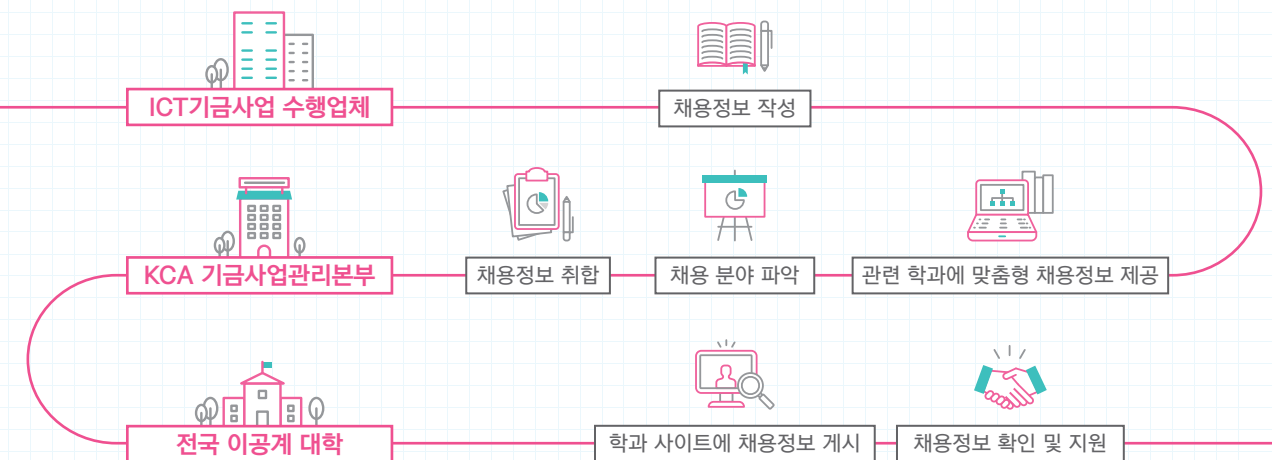 ICT기금사업 수행업체
채용정보 작성
KCA 기금사업관리본부
채용정보 취합
채용 분야 파악
관련 학과에 맞춤형 채용정보 제공
전국 이공계 대학
학과 사이트에 채용정보 게시
채용정보 확인 및 지원